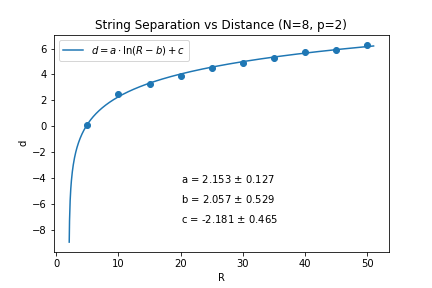 String Separation vs Distance (N=8, p=2)
d = a · ln(R − b) + c
6
4
2
0
−2
−4
−6
−8
d
a = 2.153 ± 0.127
b = 2.057 ± 0.529
c = -2.181 ± 0.465
0 10 20 30 40 50
R